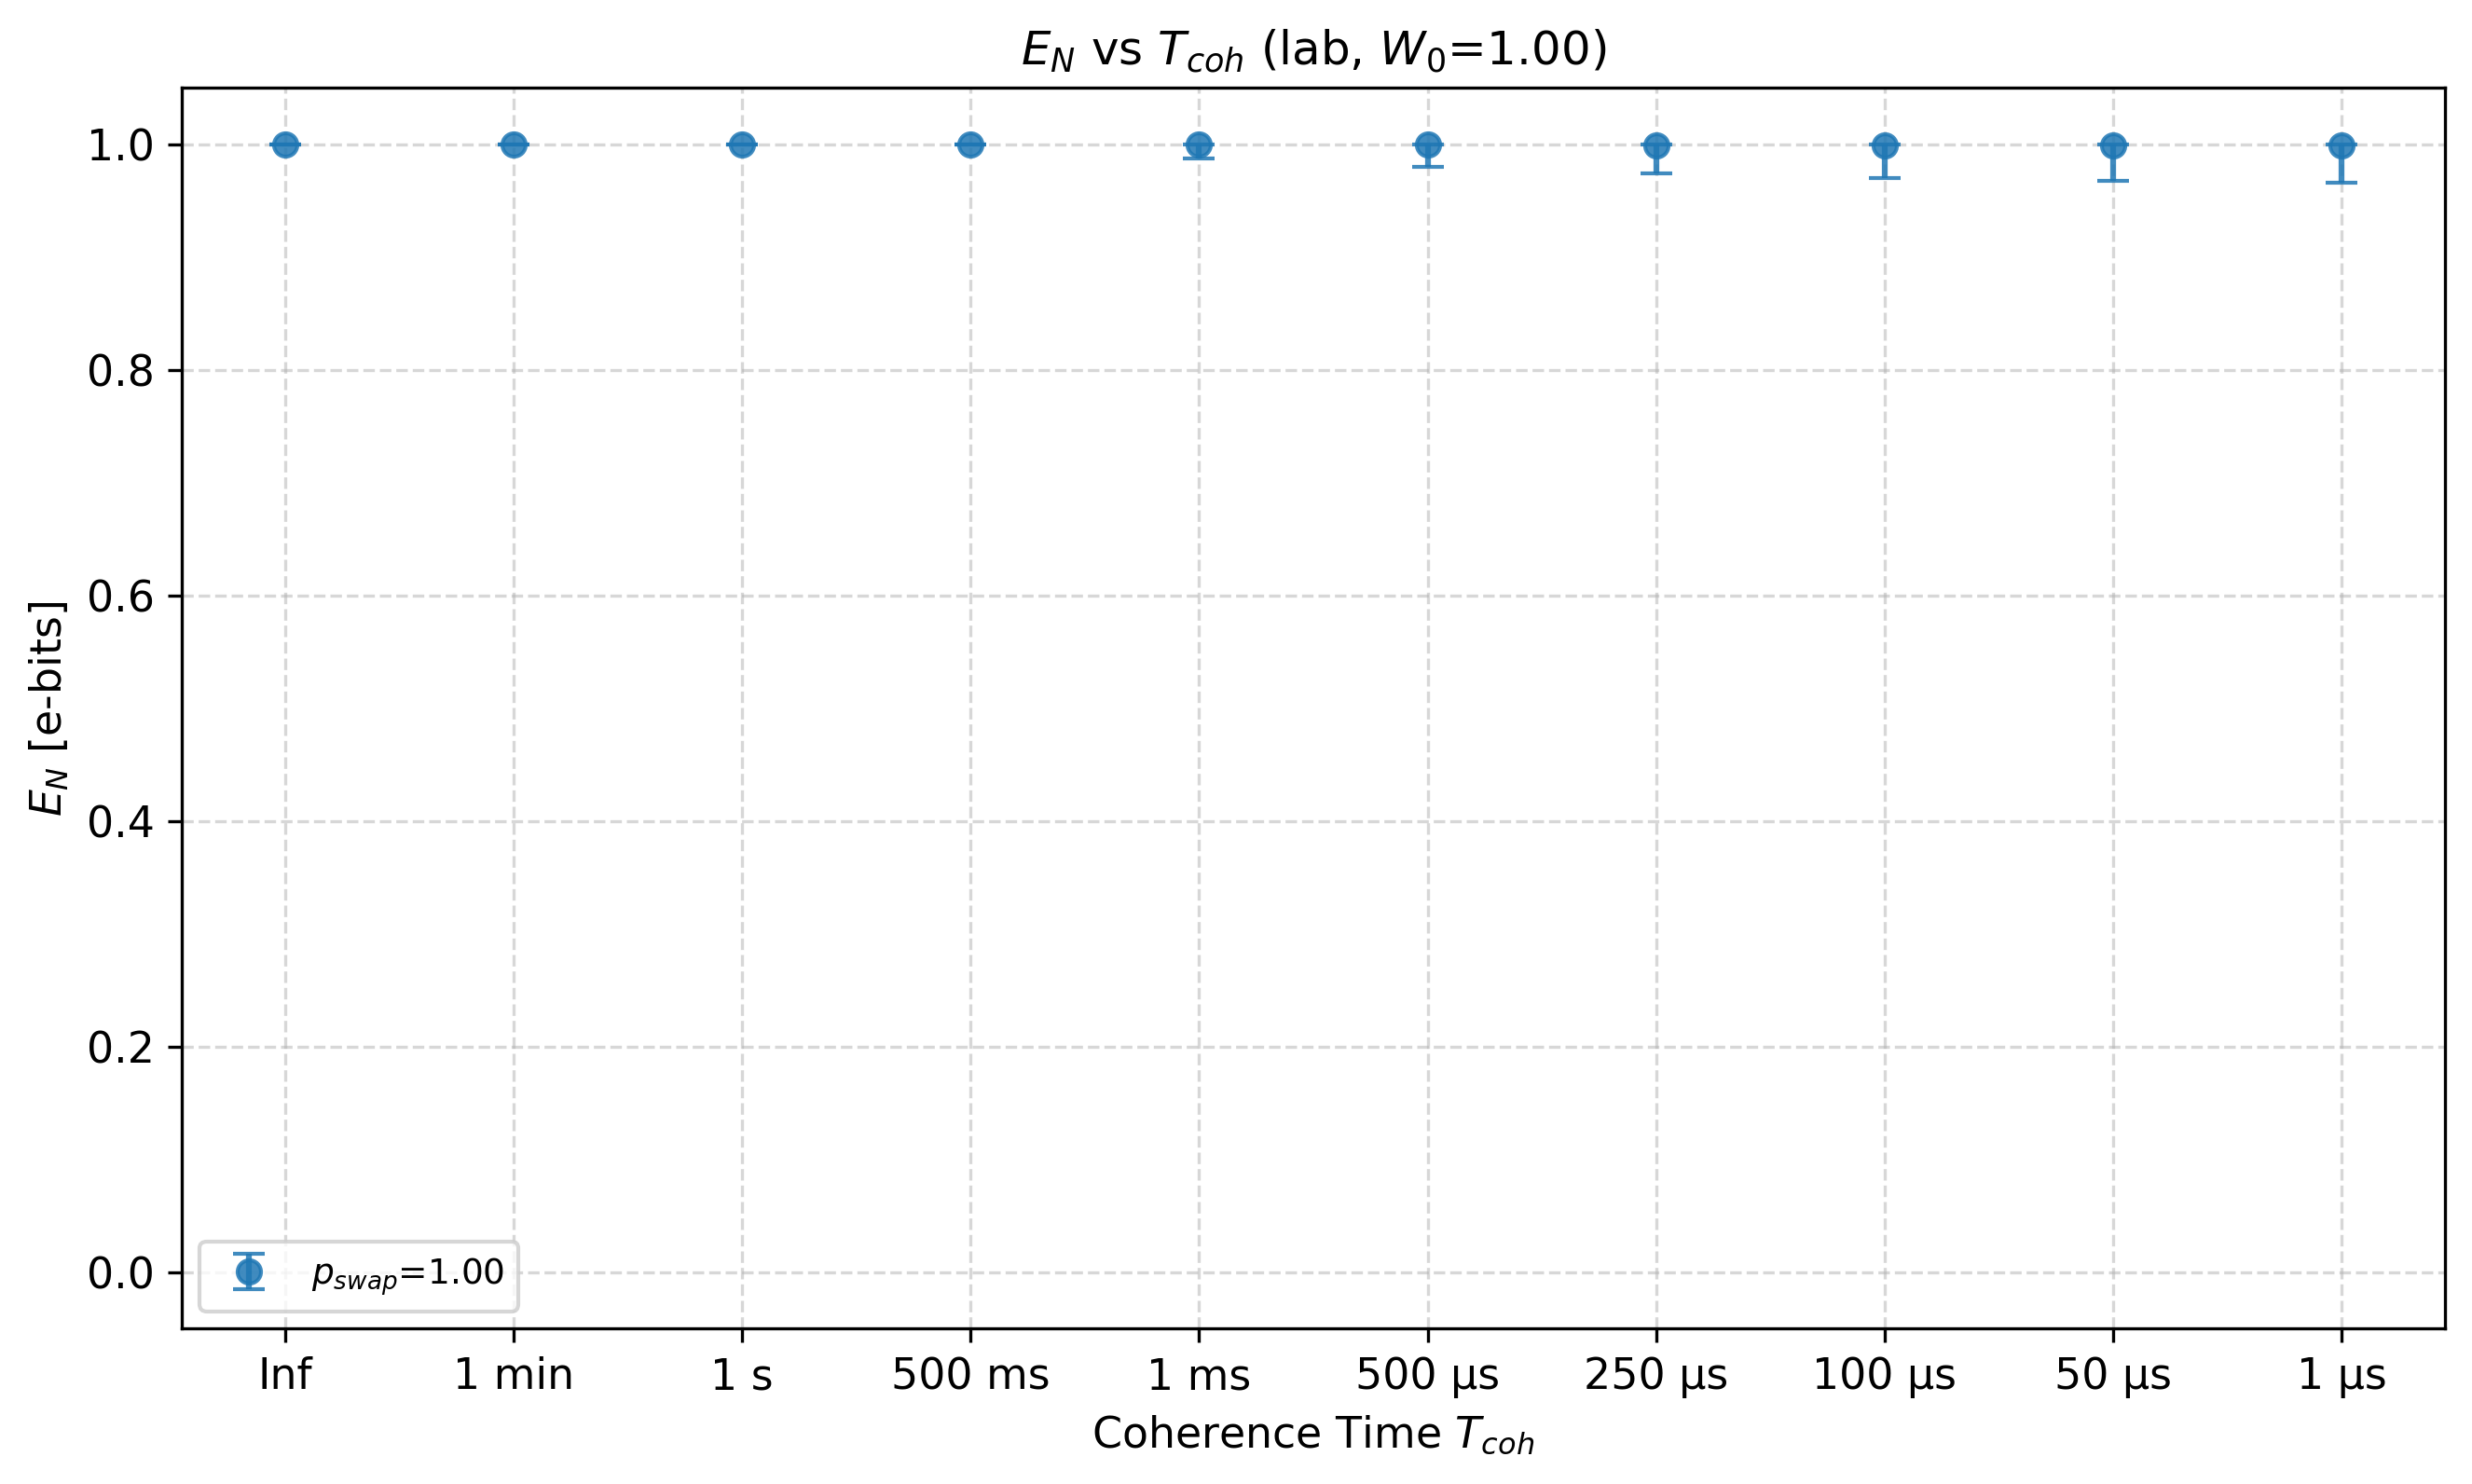 E_N vs T_coh (lab, W_0=1.00)
E_N [e-bits]
1.0
0.8
0.6
0.4
0.2
0.0
p_swap=1.00
Inf 1 min 1 s 500 ms 1 ms 500 µs 250 µs 100 µs 50 µs 1 µs
Coherence Time T_coh